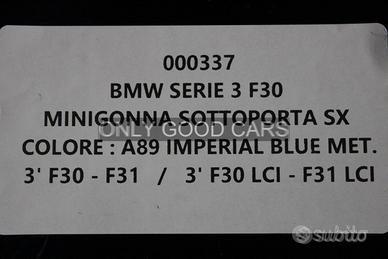 000337
BMW SERIE 3 F30
MINIGONNA SOTTOPORTA SX
ONLY GOOD CARS
COLORE : A89 IMPERIAL BLUE MET.
3' F30 - F31 / 3' F30 LCI - F31 LCI
subito